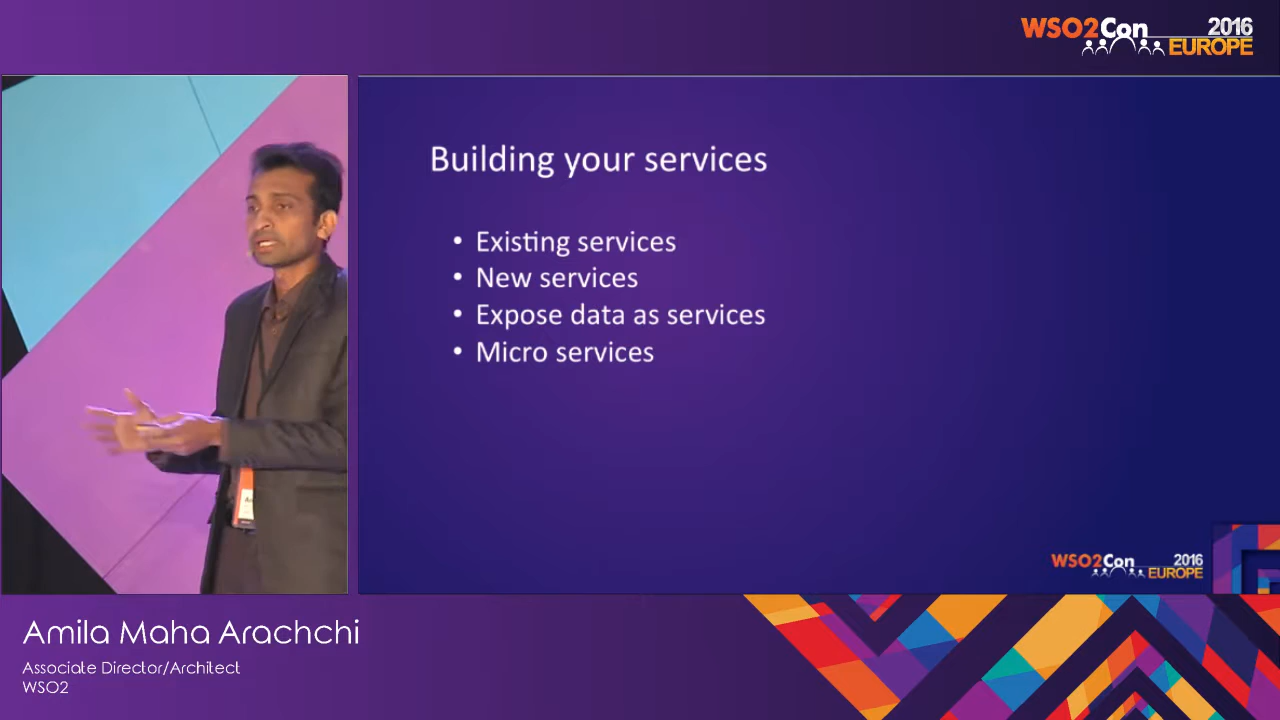 WSO2Con 2016
EUROPE
Building your services
• Existing services
• New services
• Expose data as services
• Micro services
WSO2Con 2016
EUROPE
Amila Maha Arachchi
Associate Director/Architect
WSO2